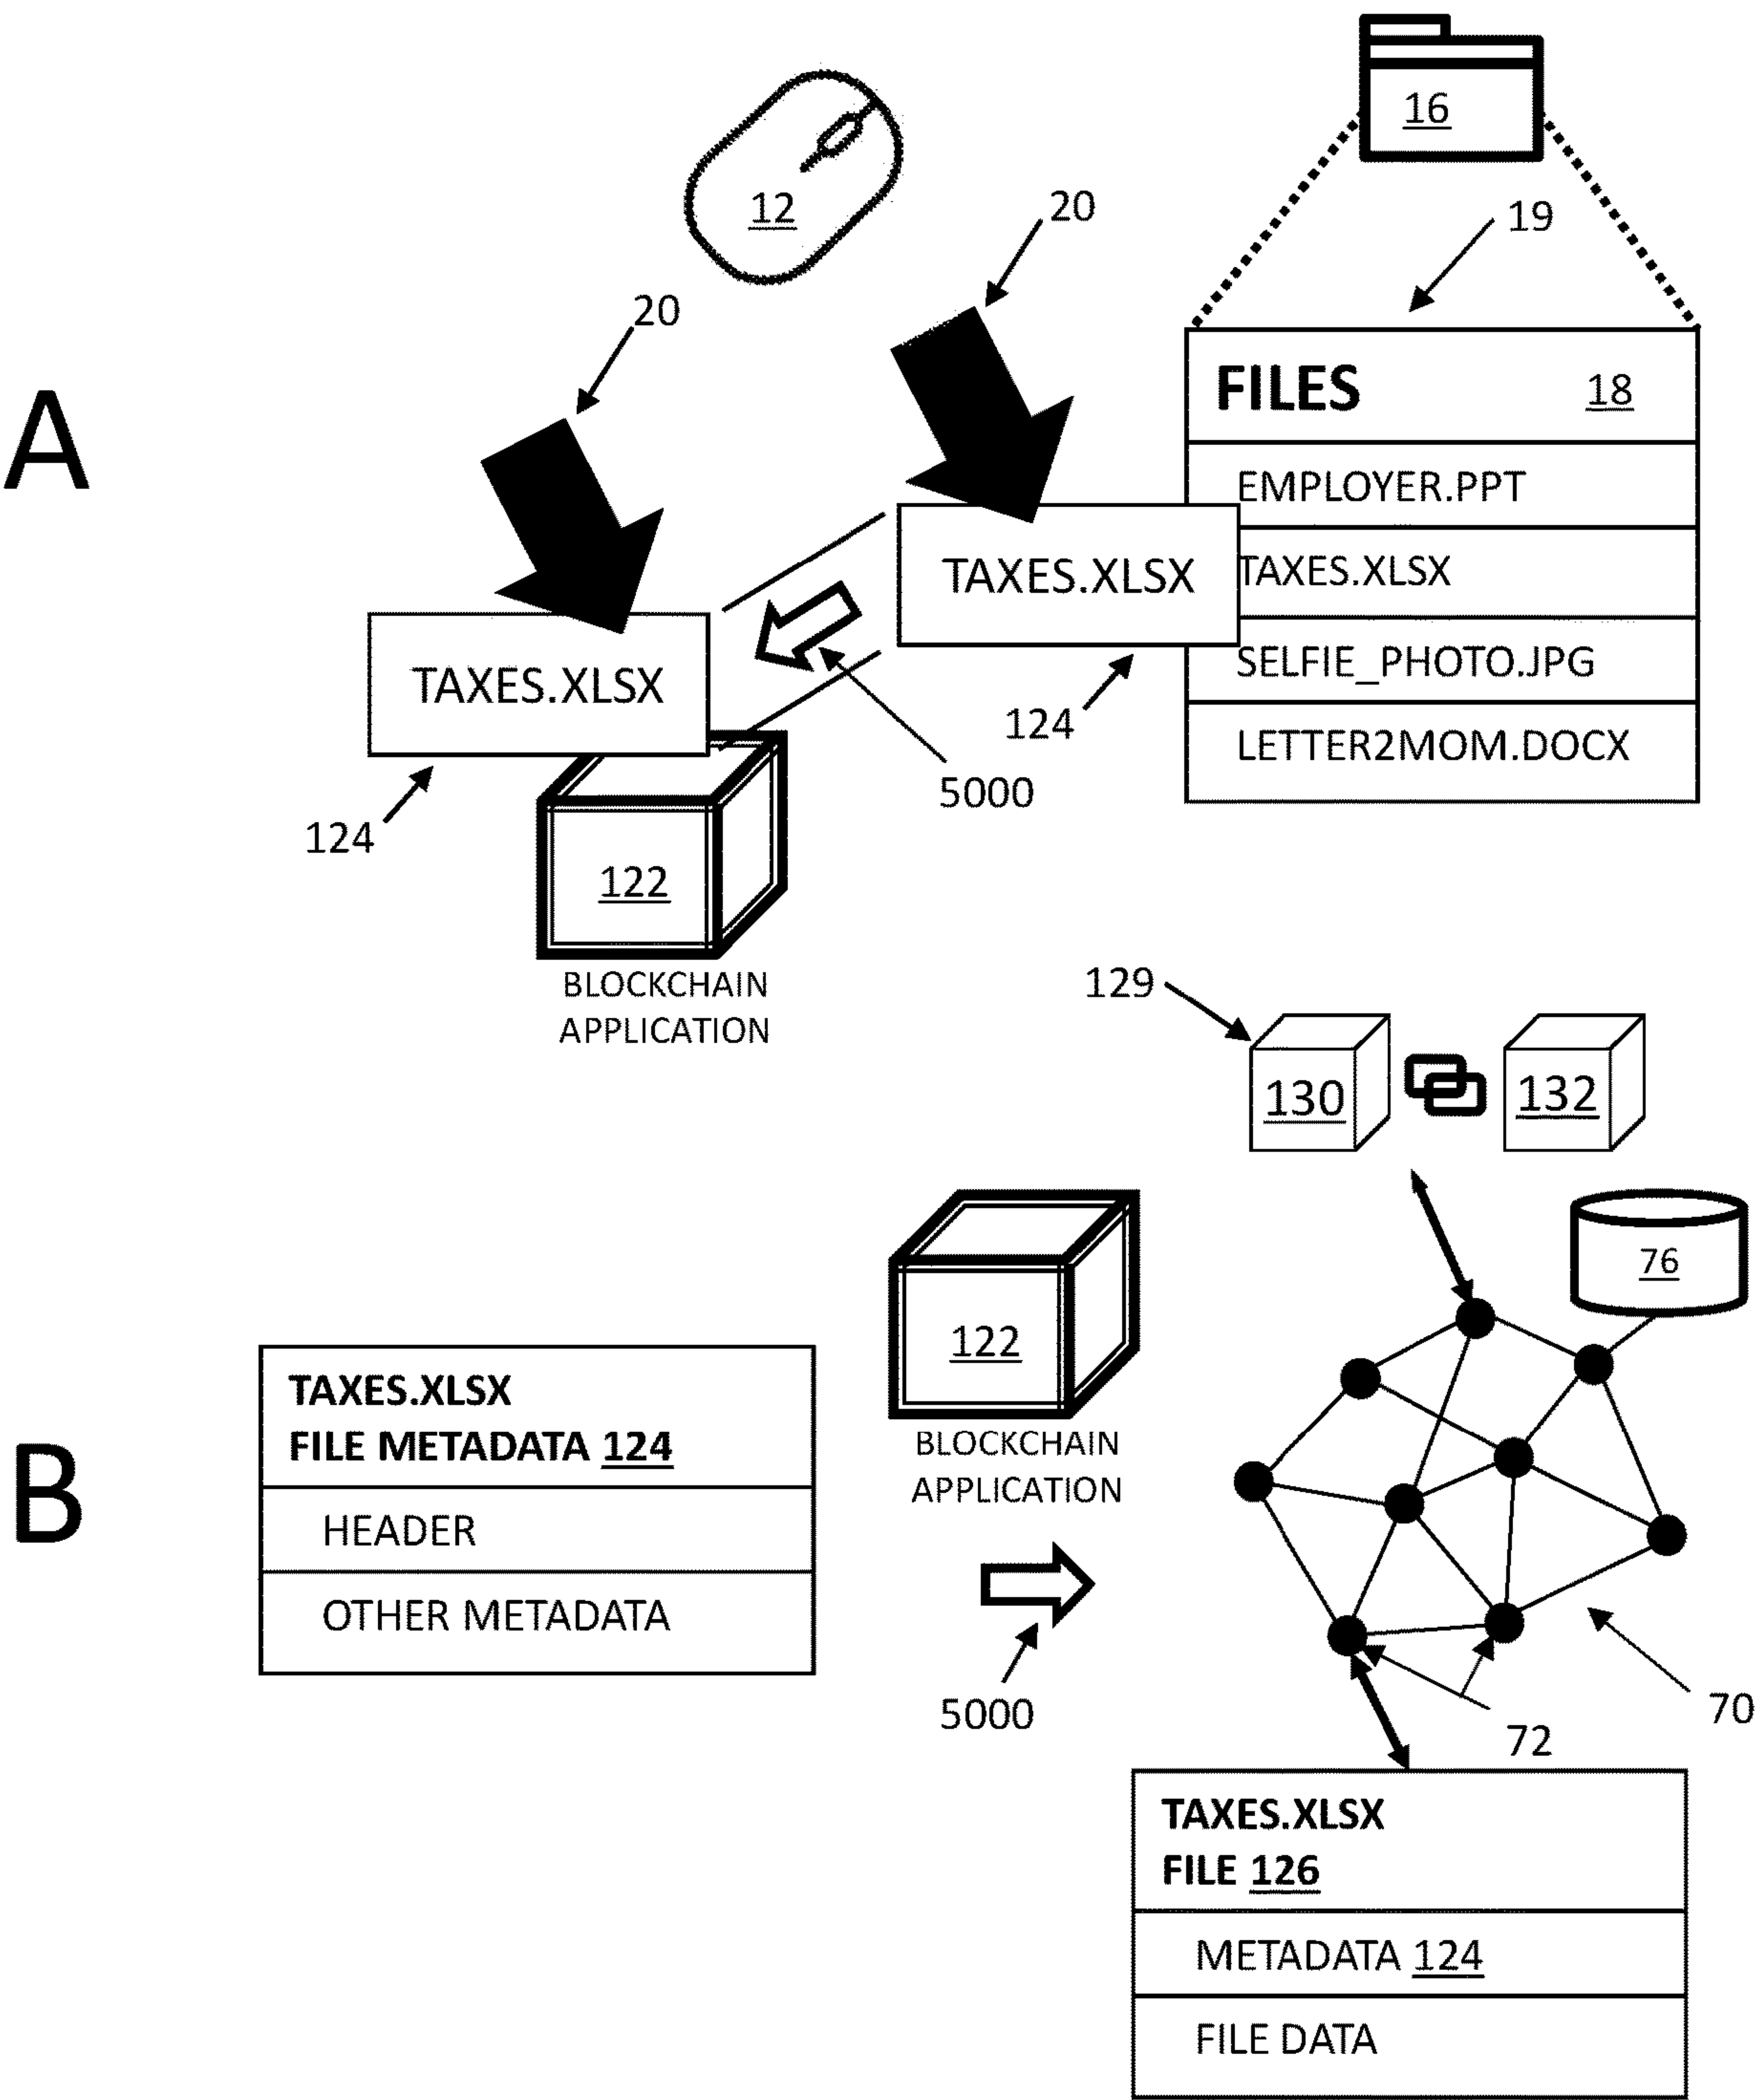 16
12
20
19
20
A
FILES 18
EMPLOYER.PPT
TAXES.XLSX
TAXES.XLSX
SELFIE_PHOTO.JPG
TAXES.XLSX
124
LETTER2MOM.DOCX
5000
124
122
BLOCKCHAIN
APPLICATION
129
130
132
76
122
TAXES.XLSX
FILE METADATA 124
BLOCKCHAIN
APPLICATION
B
HEADER
OTHER METADATA
5000
70
72
TAXES.XLSX
FILE 126
METADATA 124
FILE DATA